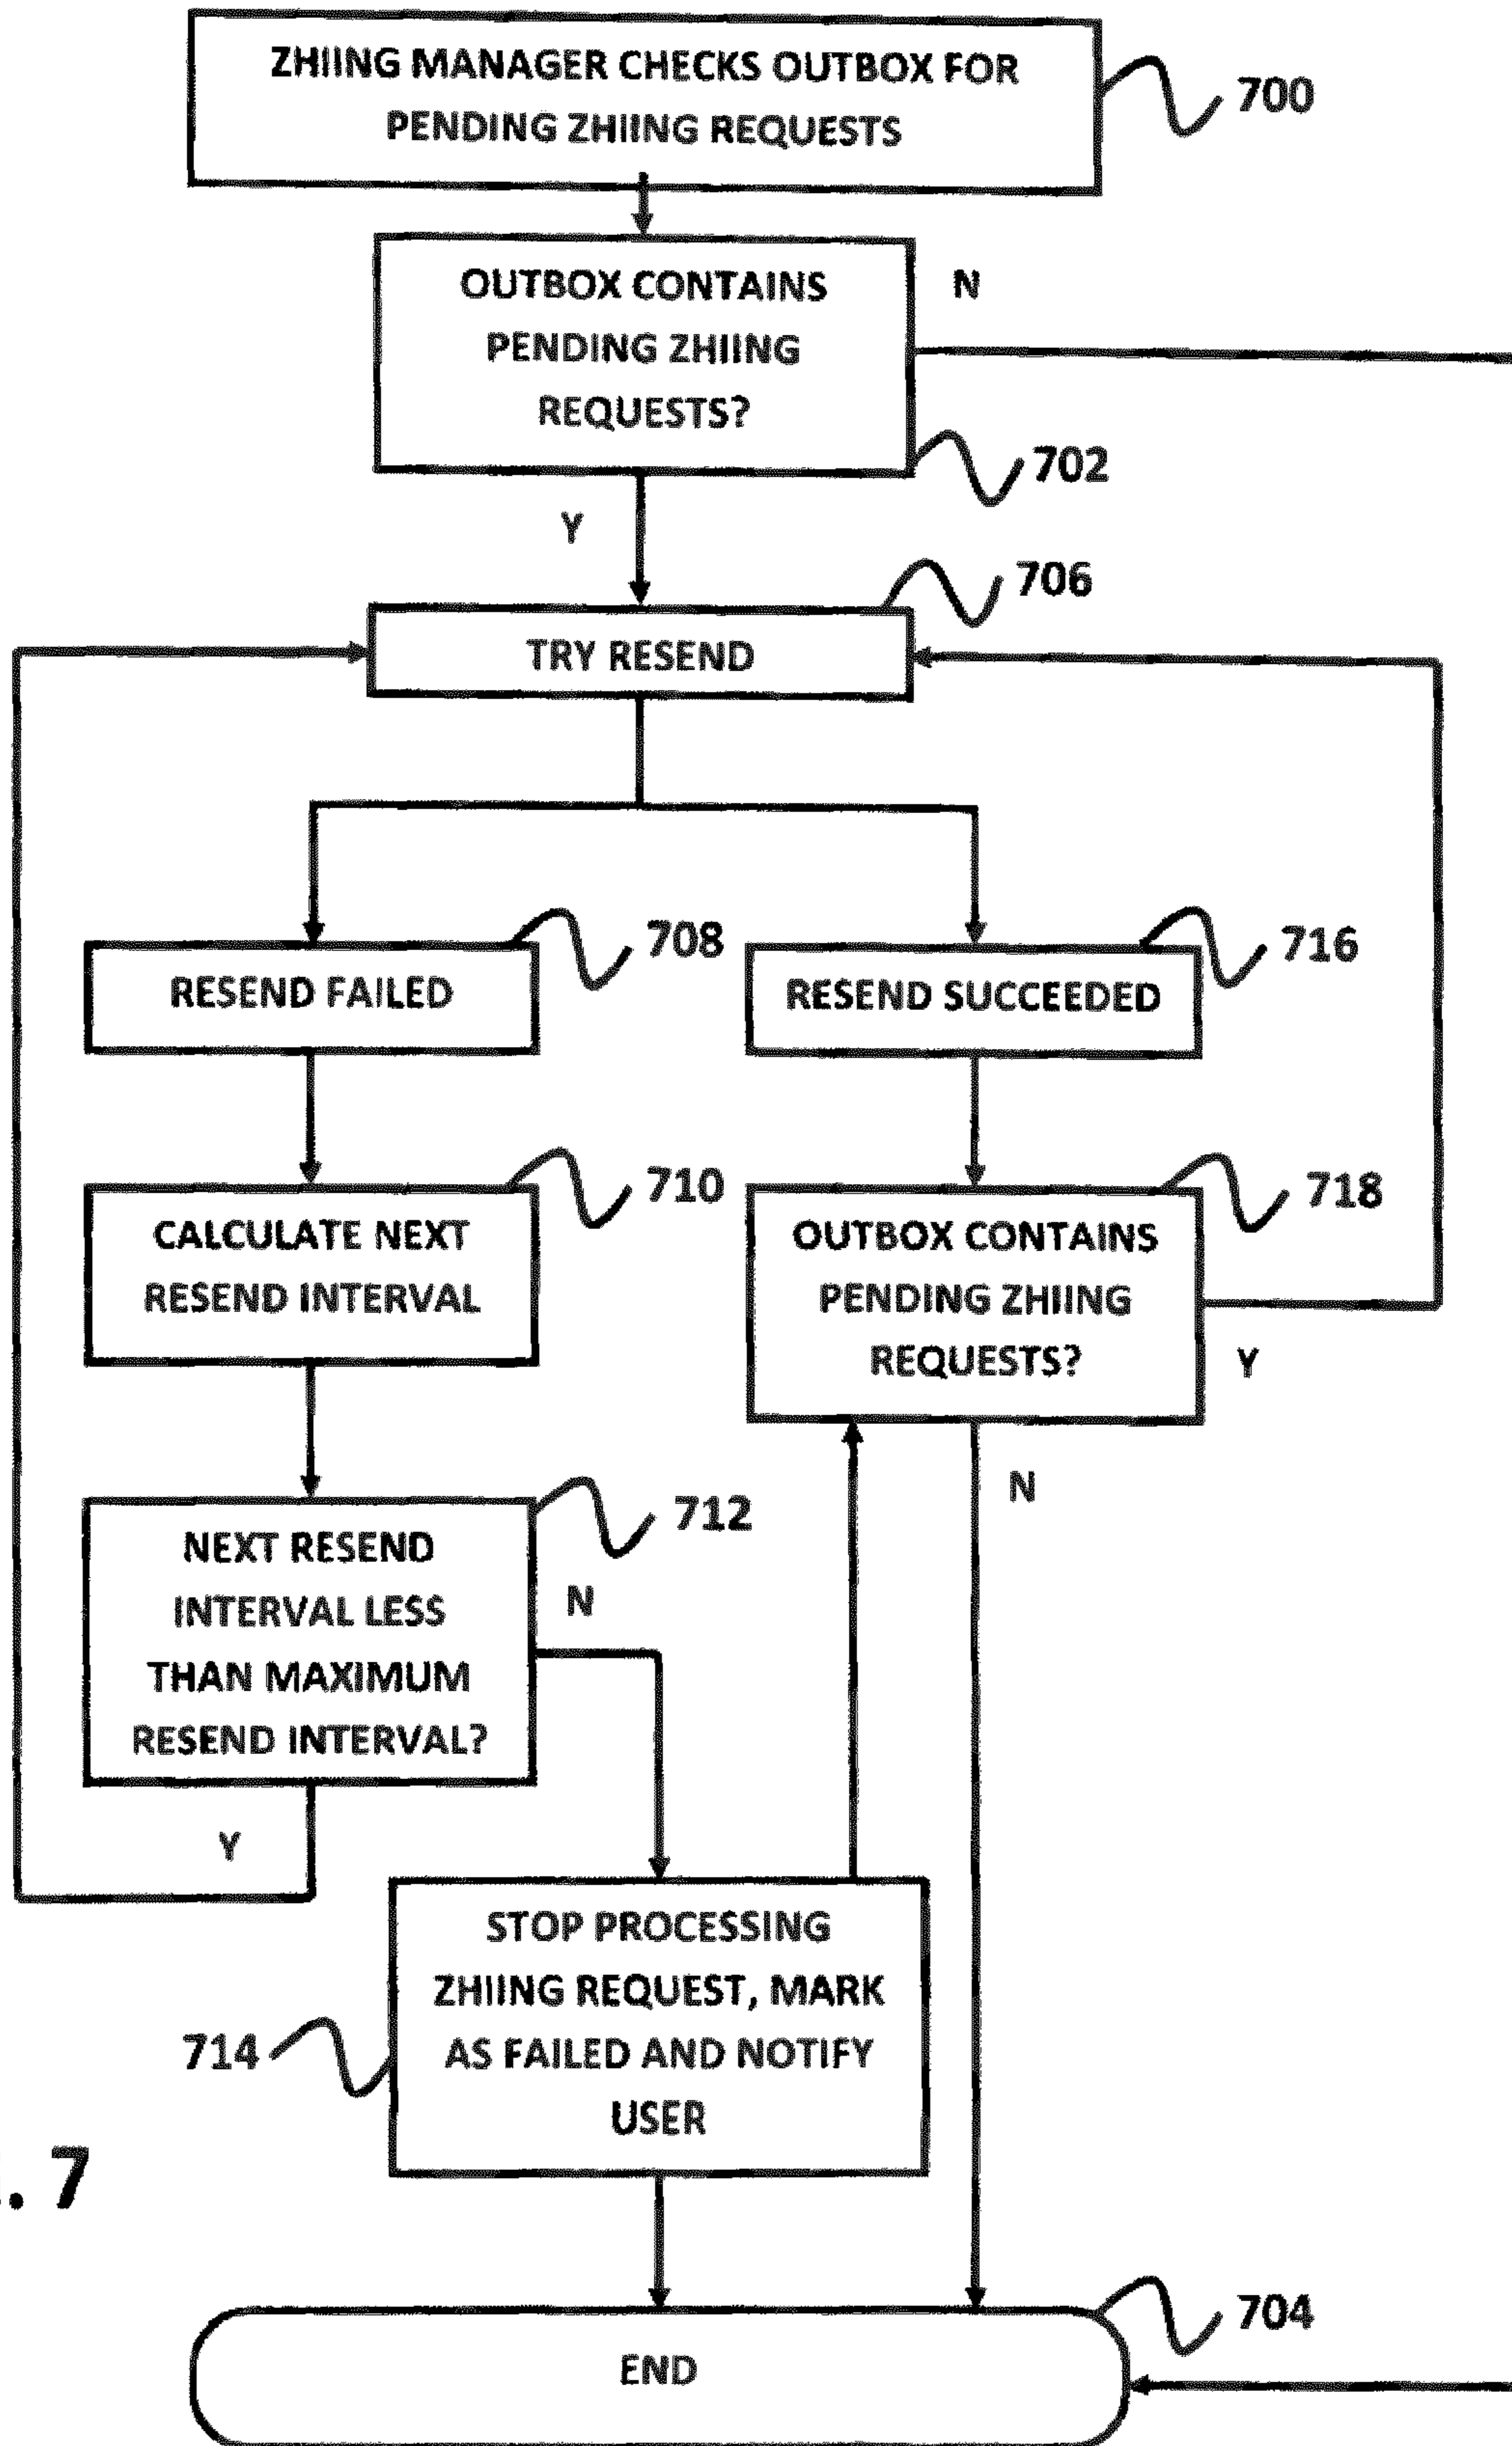 ZHIING MANAGER CHECKS OUTBOX FOR
PENDING ZHIING REQUESTS
700
OUTBOX CONTAINS
PENDING ZHIING
REQUESTS?
N
702
Y
706
TRY RESEND
708
RESEND FAILED
716
RESEND SUCCEEDED
710
CALCULATE NEXT
RESEND INTERVAL
718
OUTBOX CONTAINS
PENDING ZHIING
REQUESTS?
Y
N
712
NEXT RESEND
INTERVAL LESS
THAN MAXIMUM
RESEND INTERVAL?
N
Y
STOP PROCESSING
ZHIING REQUEST, MARK
AS FAILED AND NOTIFY
USER
714
. 7
704
END